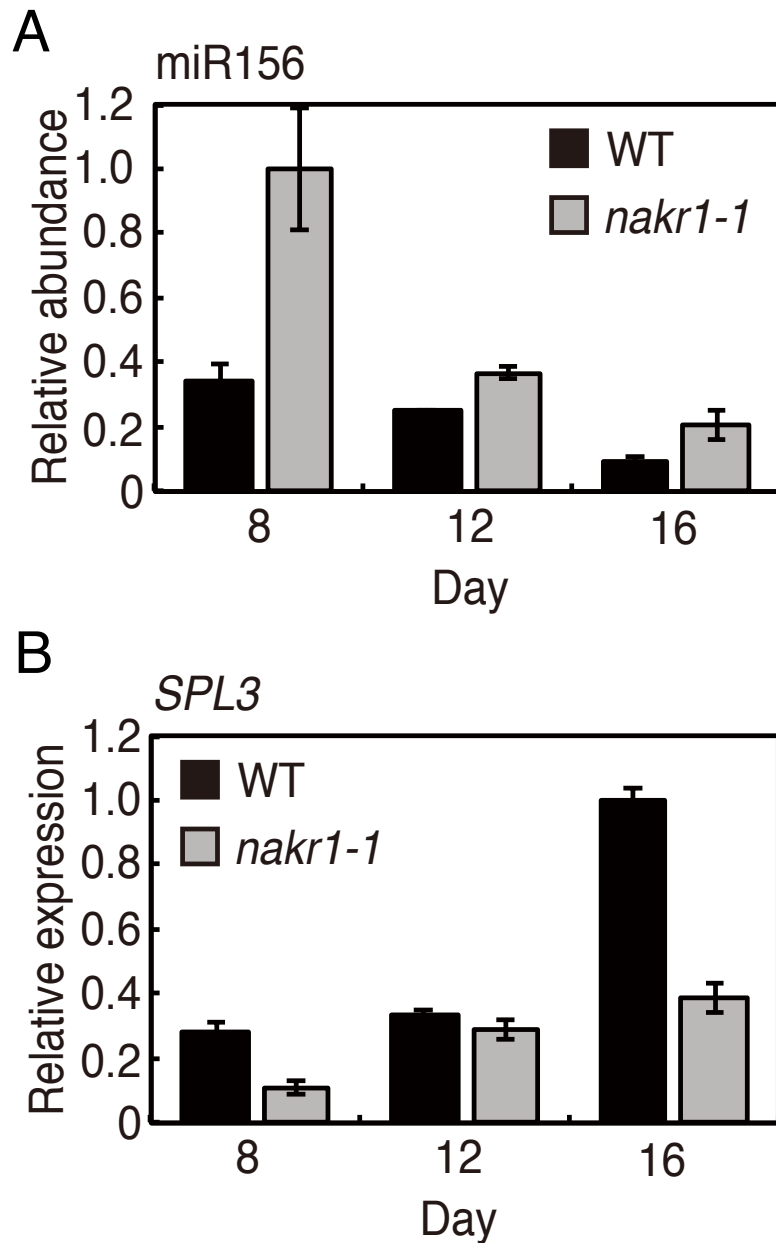 A
miR156
Relative abundance
1.2
1.0
0.8
0.6
0.4
0.2
0
WT
nakr1-1
8 12 16
Day
B
SPL3
Relative expression
1.2
1.0
0.8
0.6
0.4
0.2
0
WT
nakr1-1
8 12 16
Day